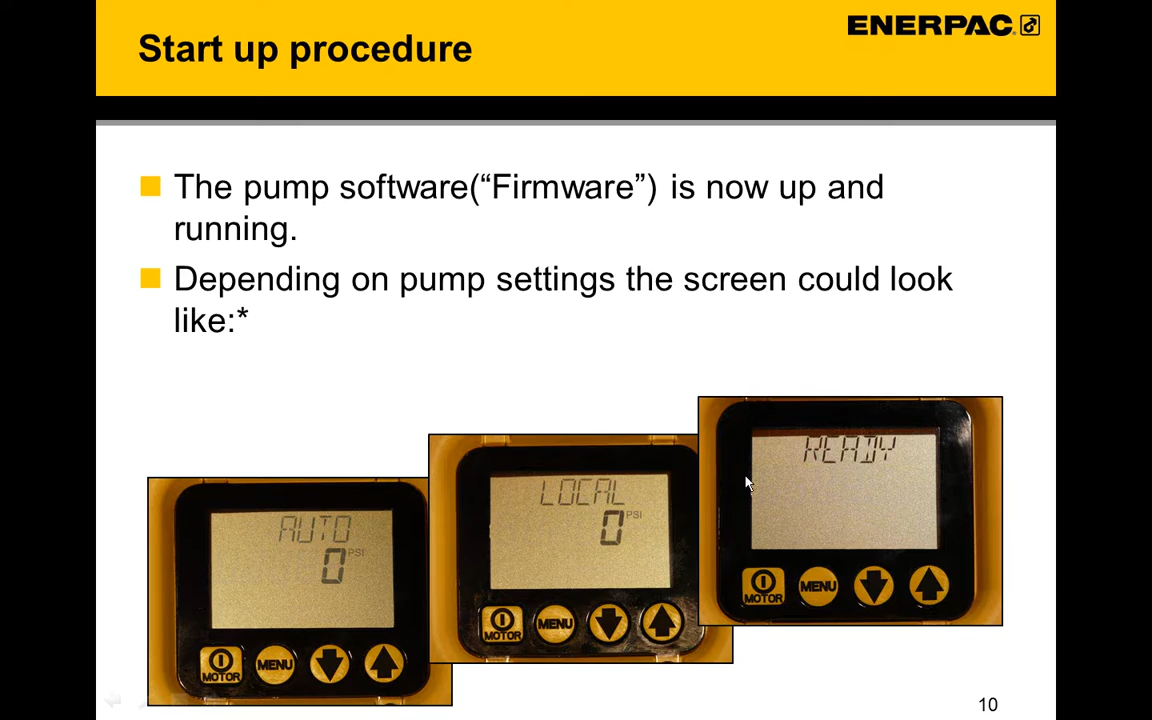 Start up procedure
ENERPAC
The pump software(“Firmware”) is now up and
running.
Depending on pump settings the screen could look
like:*
AUTO
0 PSI
MOTOR
MENU
LOCAL
0 PSI
MOTOR
MENU
READY
MOTOR
MENU
10